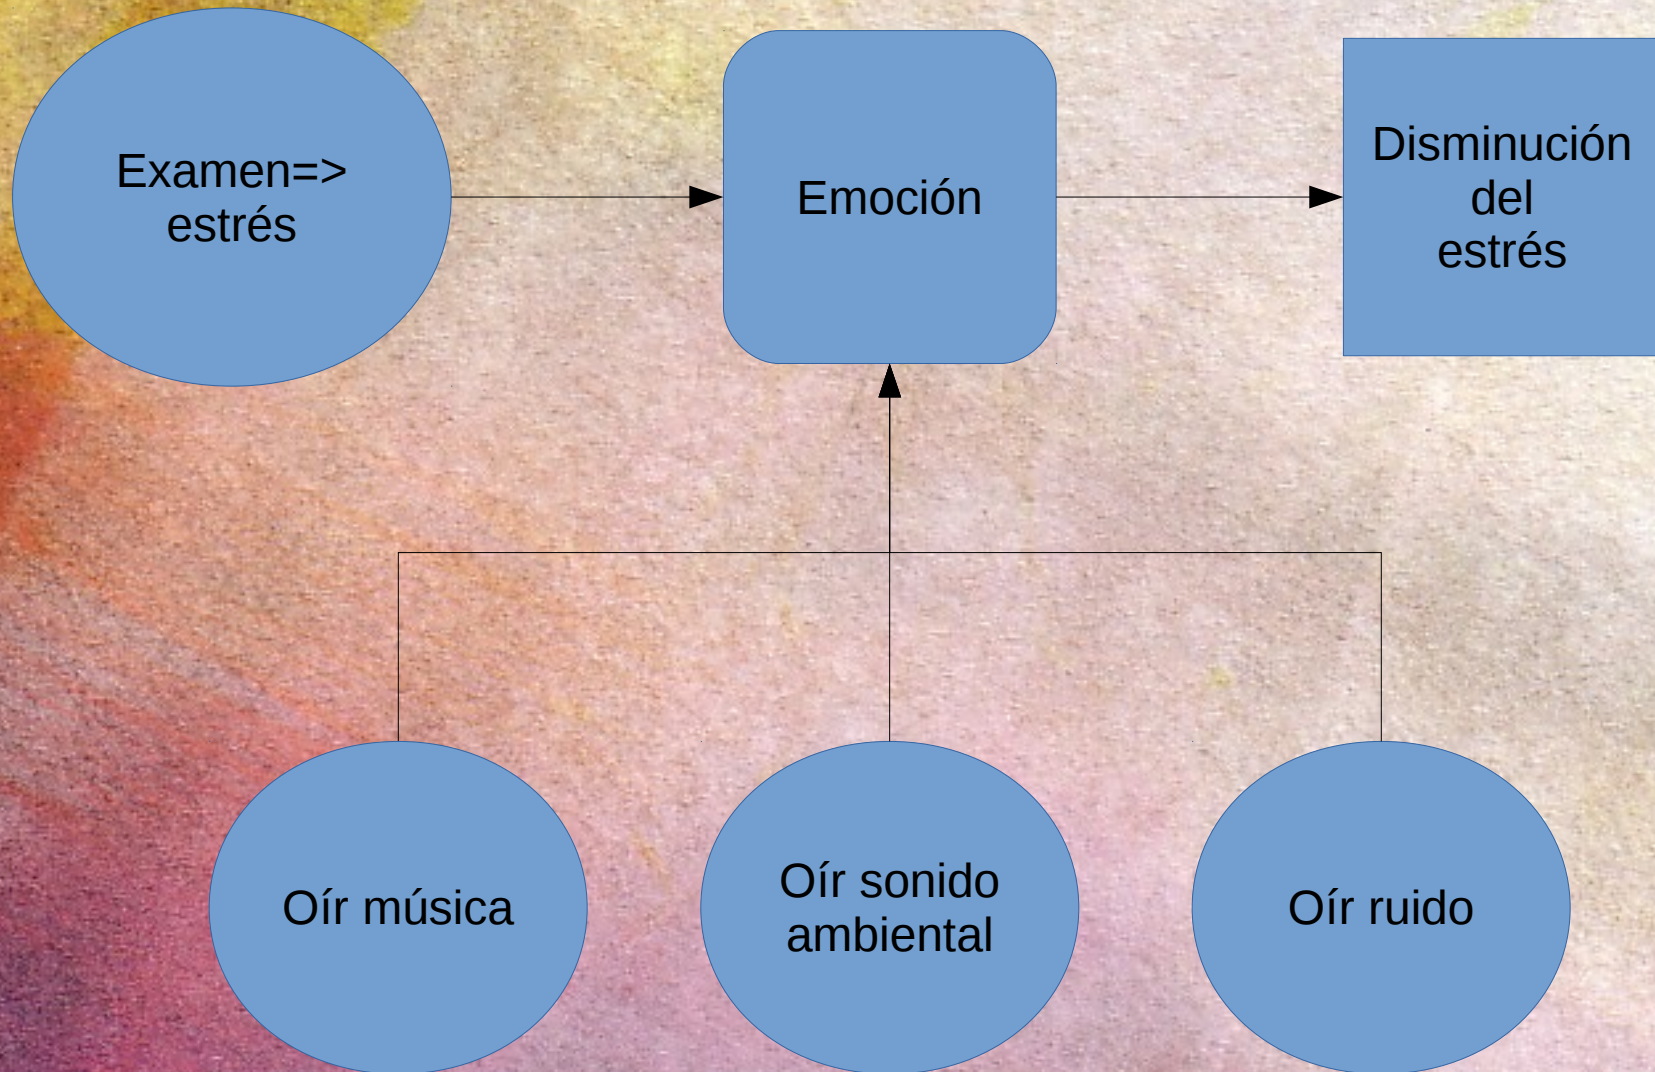 Examen=>
estrés
Emoción
Disminución
del
estrés
Oír música
Oír sonido
ambiental
Oír ruido